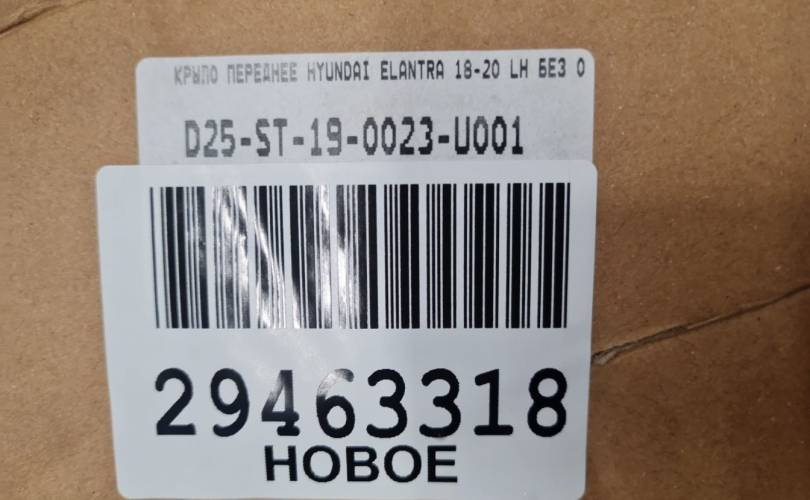 КРЫЛО ПЕРЕДНЕЕ HYUNDAI ELANTRA 18-20 LH БЕЗ О
D25-ST-19-0023-U001
29463318
НОВОЕ